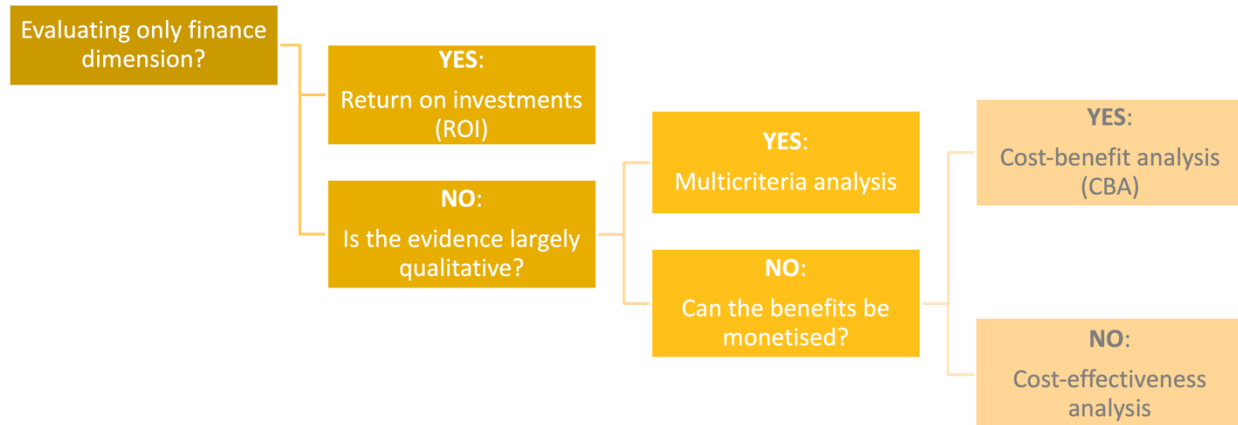 Evaluating only finance
dimension?
YES:
Return on investments
(ROI)
NO:
Is the evidence largely
qualitative?
YES:
Multicriteria analysis
NO:
Can the benefits be
monetised?
YES:
Cost-benefit analysis
(CBA)
NO:
Cost-effectiveness
analysis